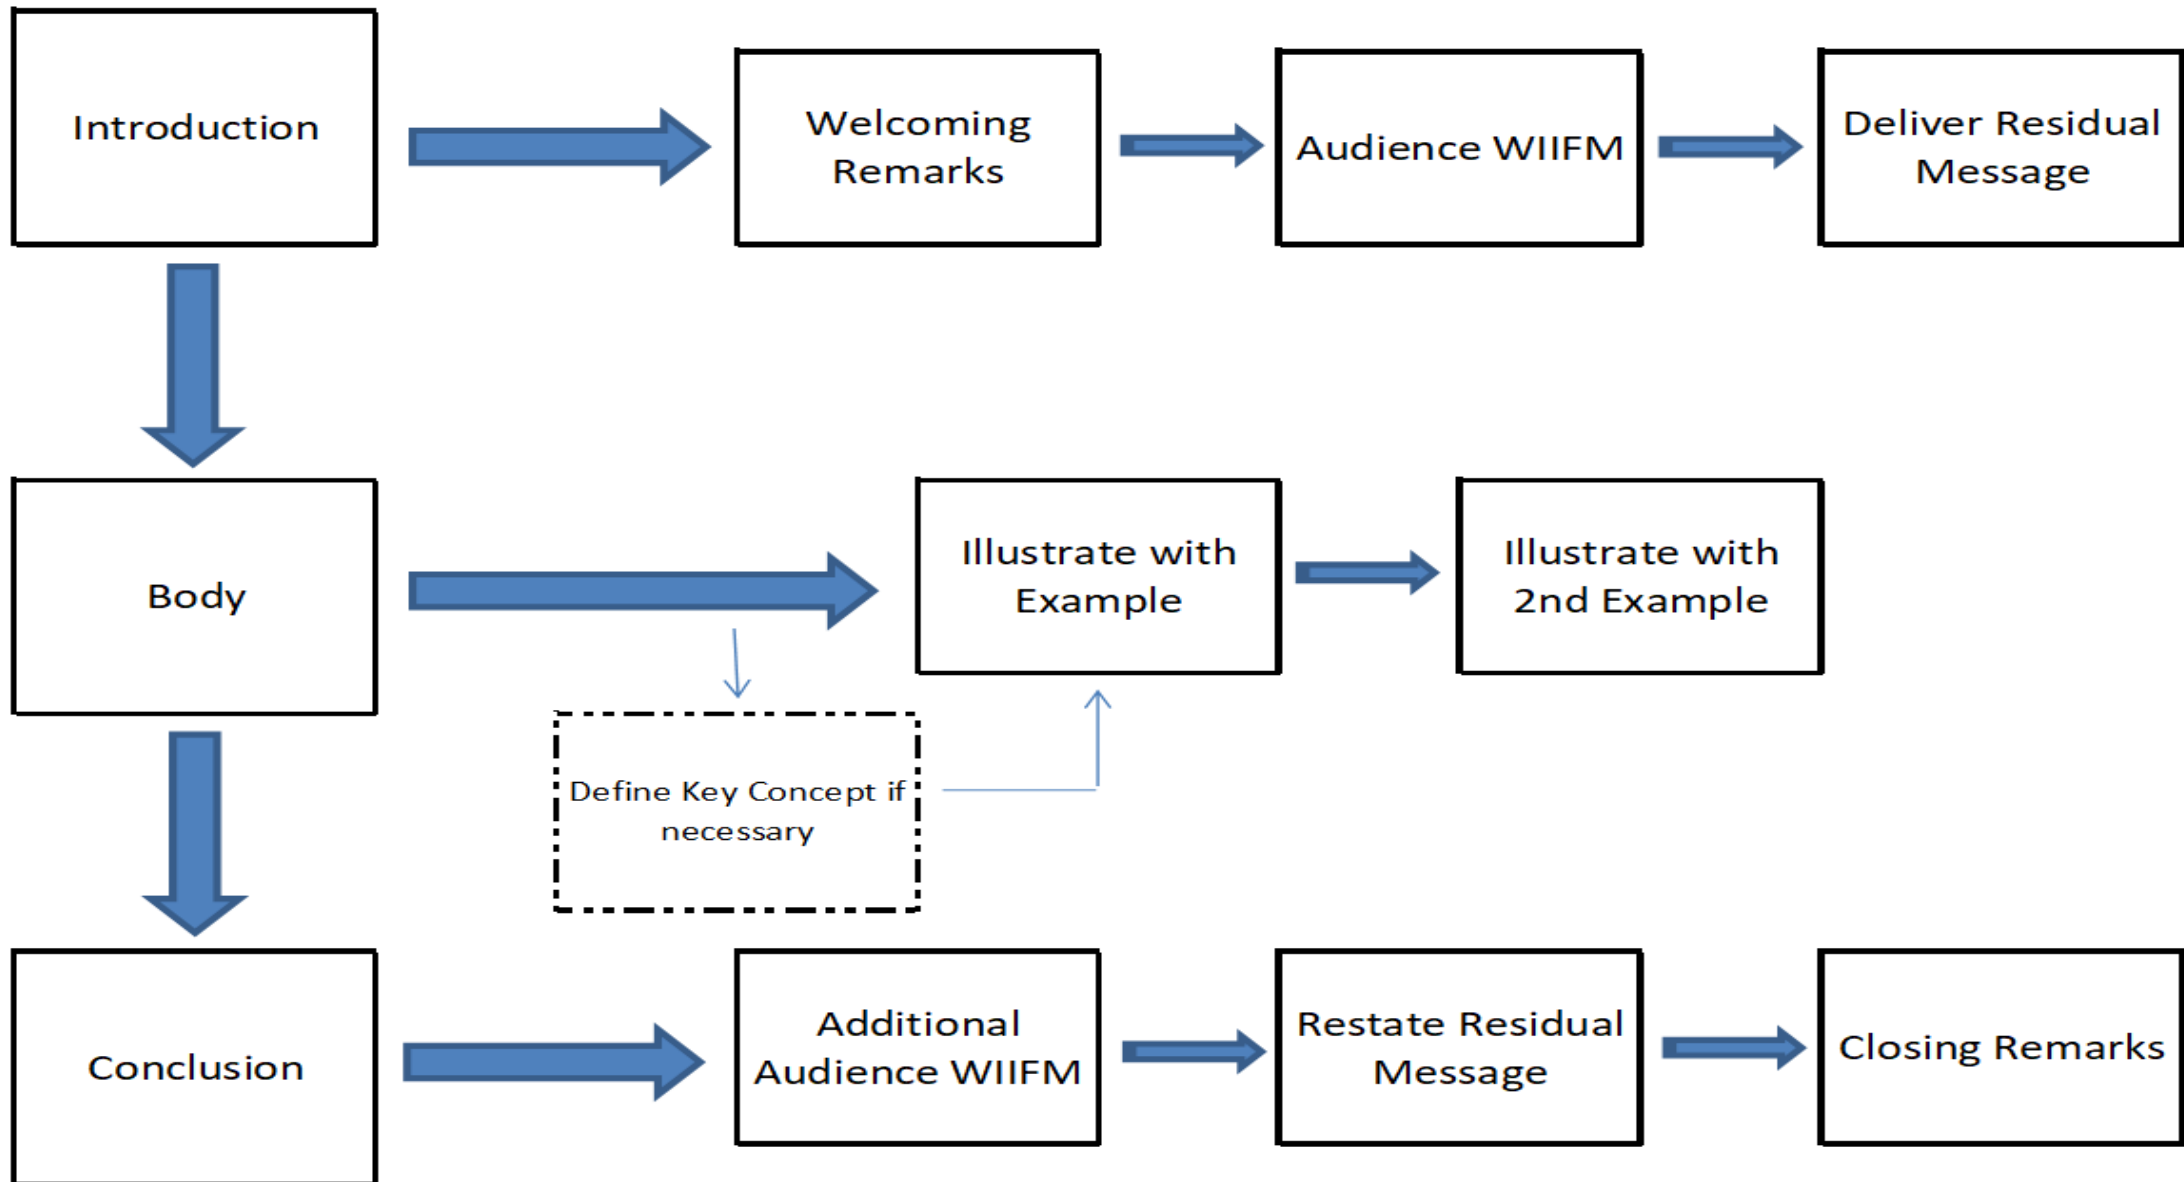 Introduction
Welcoming
Remarks
Audience WIIFM
Deliver Residual
Message
Body
Illustrate with
Example
Illustrate with
2nd Example
Define Key Concept if
necessary
Conclusion
Additional
Audience WIIFM
Restate Residual
Message
Closing Remarks